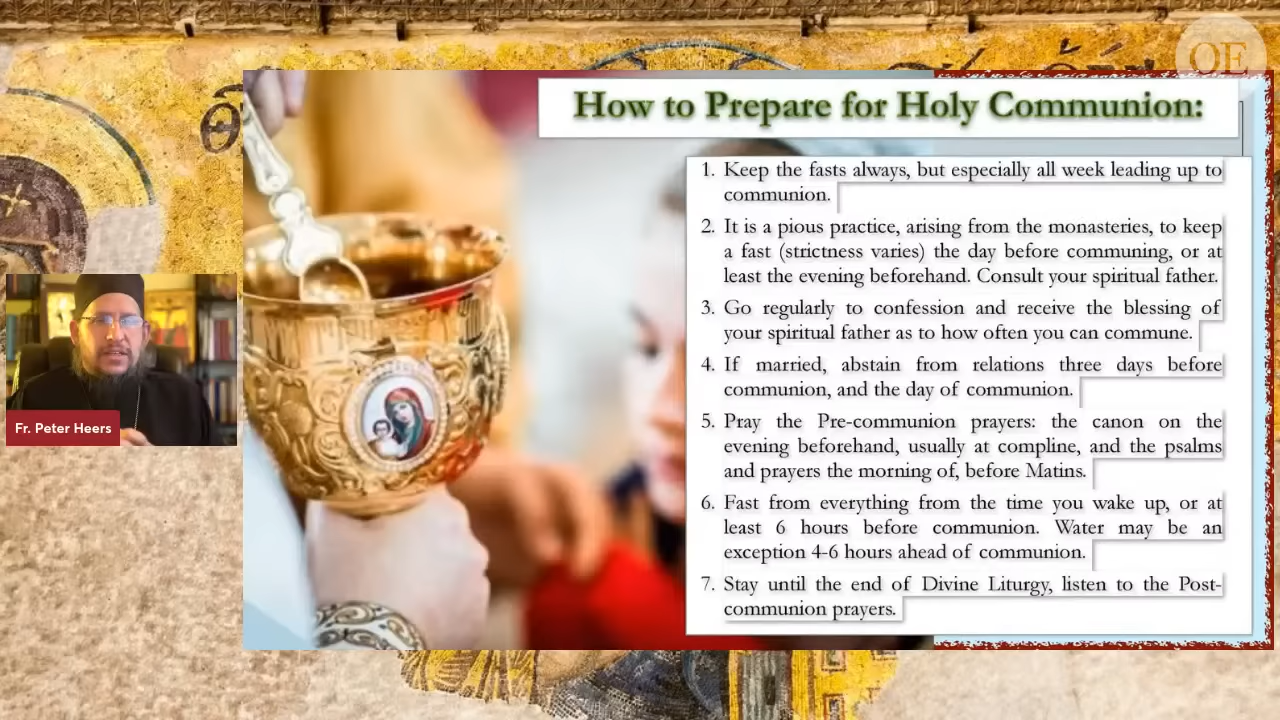 OE
How to Prepare for Holy Communion:
1. Keep the fasts always, but especially all week leading up to
communion.
2. It is a pious practice, arising from the monasteries, to keep
a fast (strictness varies) the day before communing, or at
least the evening beforehand. Consult your spiritual father.
3. Go regularly to confession and receive the blessing of
your spiritual father as to how often you can commune.
4. If married, abstain from relations three days before
communion, and the day of communion.
5. Pray the Pre-communion prayers: the canon on the
evening beforehand, usually at compline, and the psalms
and prayers the morning of, before Matins.
6. Fast from everything from the time you wake up, or at
least 6 hours before communion. Water may be an
exception 4-6 hours ahead of communion.
7. Stay until the end of Divine Liturgy, listen to the Post-
communion prayers.
Fr. Peter Heers